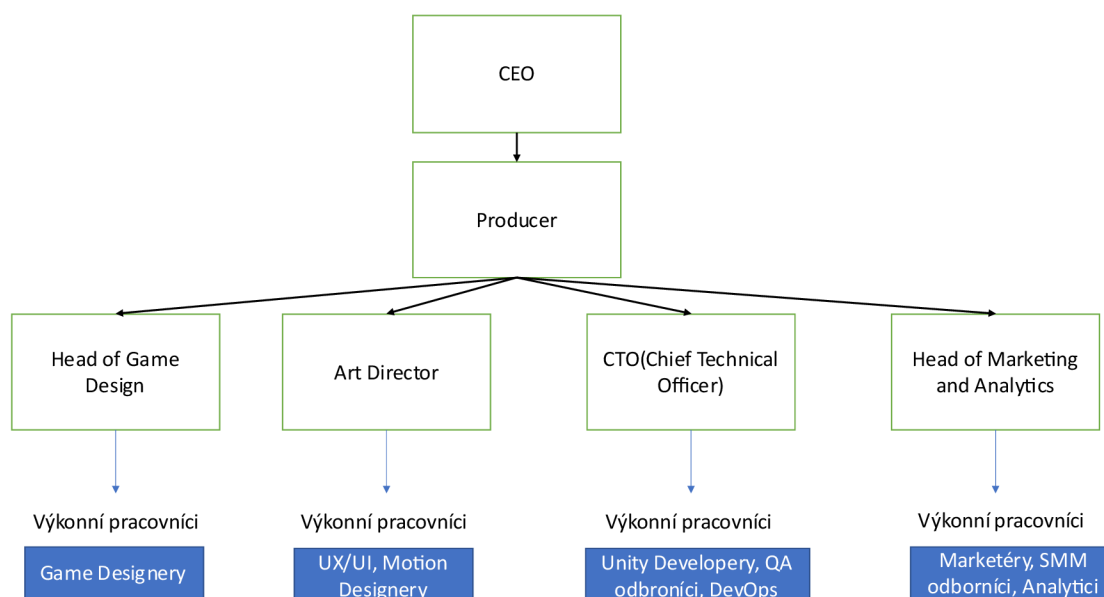 CEO
Producer
Head of Game
Design
Art Director
CTO(Chief Technical
Officer)
Head of Marketing
and Analytics
Výkonní pracovníci
Výkonní pracovníci
Výkonní pracovníci
Výkonní pracovníci
Game Designery
UX/UI, Motion
Designery
Unity Developery, QA
odbroníci, DevOps
Marketéry, SMM
odborníci, Analytici